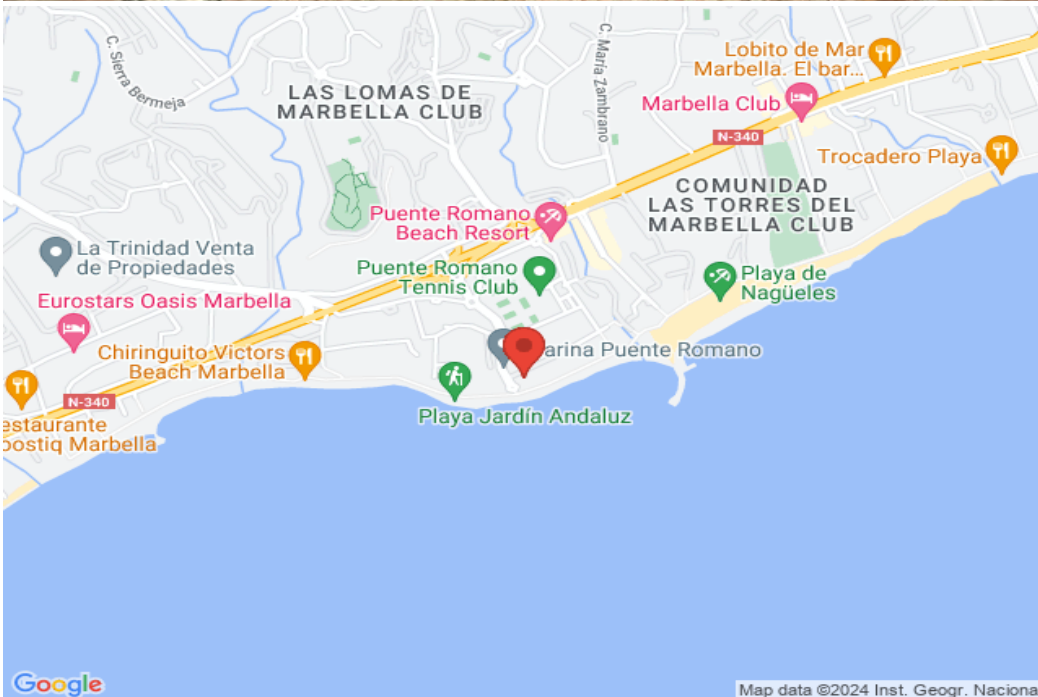 Lobito de Mar
Marbella. El bar...
C. Sierra Bermeja
C. María Zambrano
LAS LOMAS DE
MARBELLA CLUB
Marbella Club
N-340
Trocadero Playa
COMUNIDAD
LAS TORRES DEL
MARBELLA CLUB
Puente Romano
Beach Resort
La Trinidad Venta
de Propiedades
Puente Romano
Tennis Club
Playa de
Nagüeles
Eurostars Oasis Marbella
Chiringuito Victors
Beach Marbella
arina Puente Romano
N-340
Playa Jardín Andaluz
estaurante
oostiq Marbella
Google
Map data ©2024 Inst. Geogr. Naciona